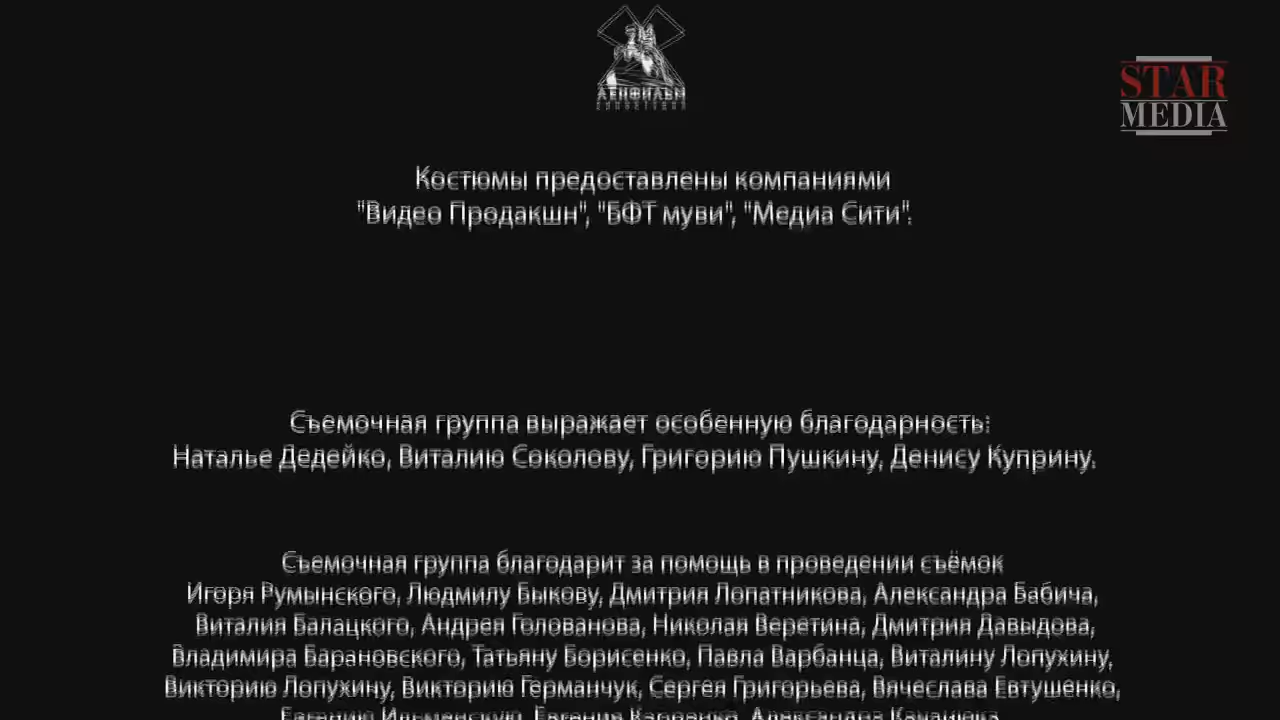 ЛЕНФИЛЬМ
STAR
MEDIA
Костюмы предоставлены компаниями
"Видео Продакшн", "БФТ муви", "Медиа Сити".
Съемочная группа выражает особенную благодарность:
Наталье Дедейко, Виталию Соколову, Григорию Пушкину, Денису Куприну.
Съемочная группа благодарит за помощь в проведении съёмок
Игоря Румынского, Людмилу Быкову, Дмитрия Лопатникова, Александра Бабича,
Виталия Балацкого, Андрея Голованова, Николая Веретина, Дмитрия Давыдова,
Владимира Барановского, Татьяну Борисенко, Павла Варбанца, Виталину Лопухину,
Викторию Лопухину, Викторию Германчук, Сергея Григорьева, Вячеслава Евтушенко,